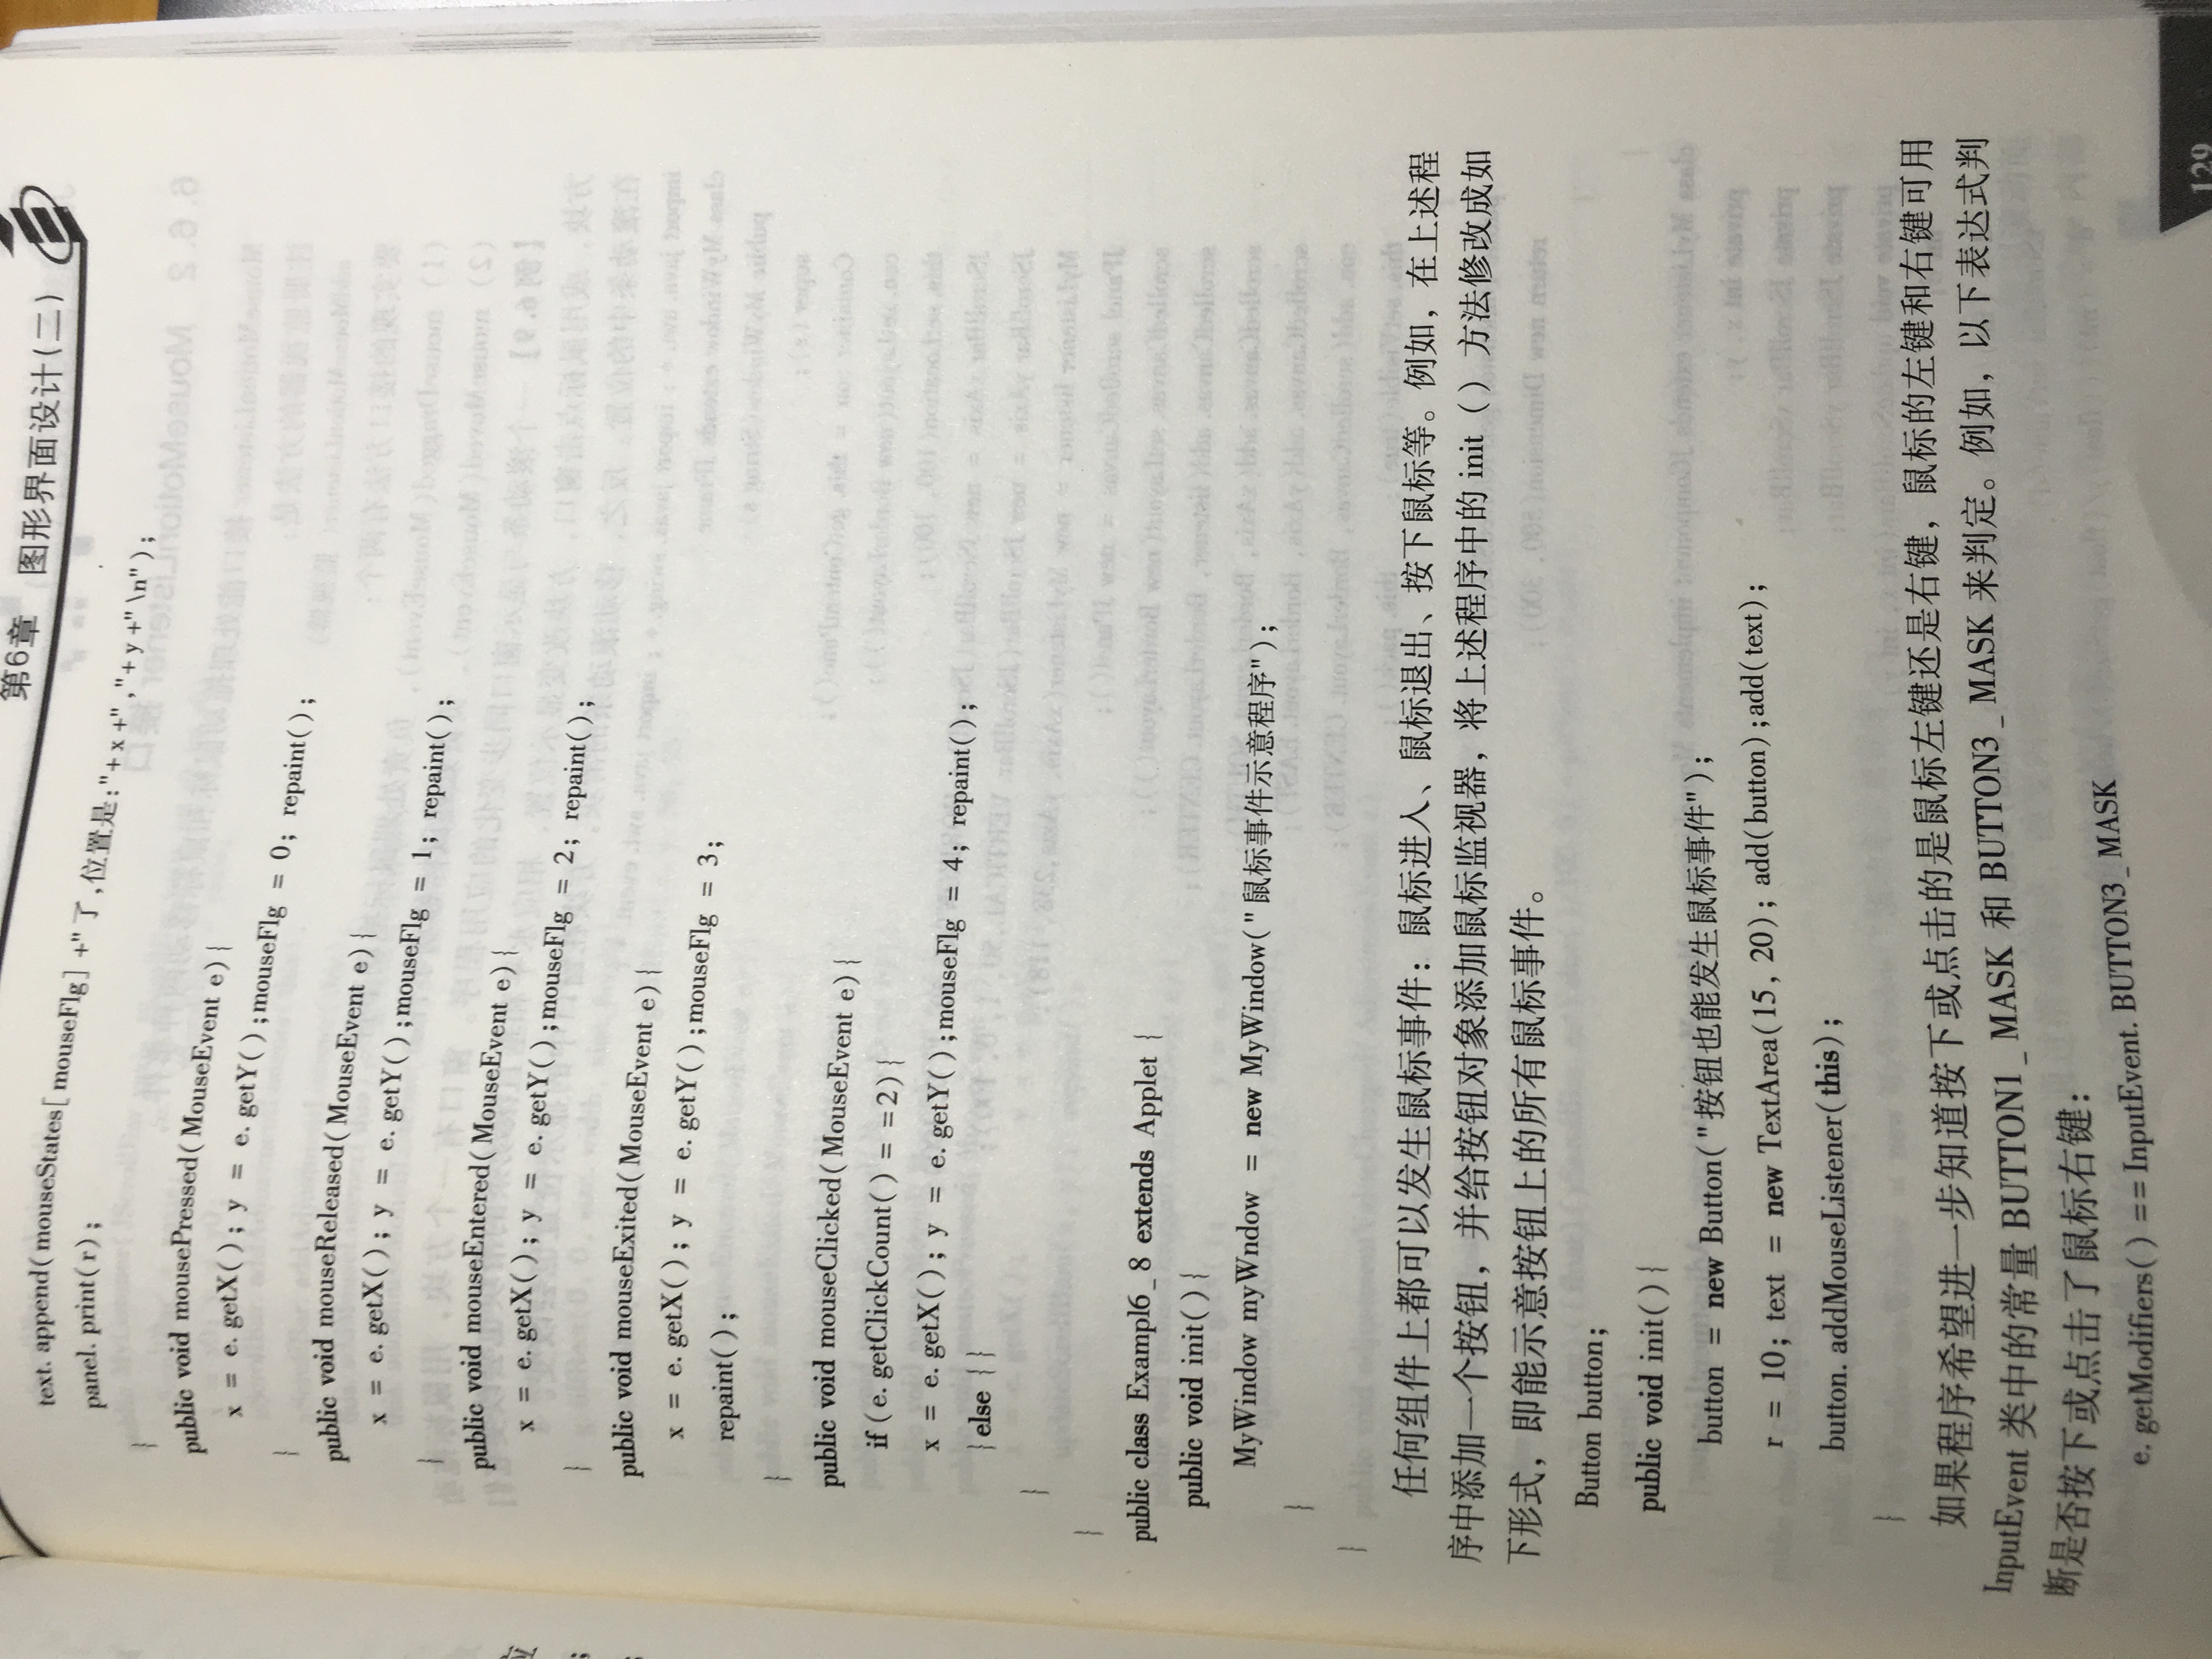 第6章 图形界面设计(二)
text. append( mouseStates[ mouseFlg] +"了,位置是:"+ x +","+ y +" \n");
panel. print( r) ;
}
public void mousePressed( MouseEvent e) {
x = e. getX( ) ; y = e. getY( ) ;mouseFlg = 0; repaint( ) ;
}
public void mouseReleased( MouseEvent e) {
x = e. getX( ) ; y = e. getY( ) ;mouseFlg = 1; repaint( ) ;
}
public void mouseEntered( MouseEvent e) {
x = e. getX( ) ; y = e. getY( ) ;mouseFlg = 2; repaint( ) ;
}
public void mouseExited( MouseEvent e) {
x = e. getX( ) ; y = e. getY( ) ;mouseFlg = 3;
repaint( ) ;
}
public void mouseClicked( MouseEvent e) {
if ( e. getClickCount( ) = =2) {
x = e. getX( ) ; y = e. getY( ) ;mouseFlg = 4; repaint( ) ;
} else { }
}
}
public class Exampl6_8 extends Applet {
public void init( ) {
MyWindow myWndow = new MyWindow("鼠标事件示意程序");
}
}
任何组件上都可以发生鼠标事件：鼠标进入、鼠标退出、按下鼠标等。例如，在上述程
序中添加一个按钮，并给按钮对象添加鼠标监视器，将上述程序中的 init（）方法修改成如
下形式，即能示意按钮上的所有鼠标事件。
Button button;
public void init( ) {
button = new Button("按钮也能发生鼠标事件");
r = 10; text = new TextArea(15, 20); add(button);add(text);
button. addMouseListener(this);
}
如果程序希望进一步知道按下或点击的是鼠标左键还是右键，鼠标的左键和右键可用
InputEvent 类中的常量 BUTTON1_MASK 和 BUTTON3_MASK 来判定。例如，以下表达式判
断是否按下或点击了鼠标右键：
e. getModifiers( ) == InputEvent. BUTTON3_MASK
129